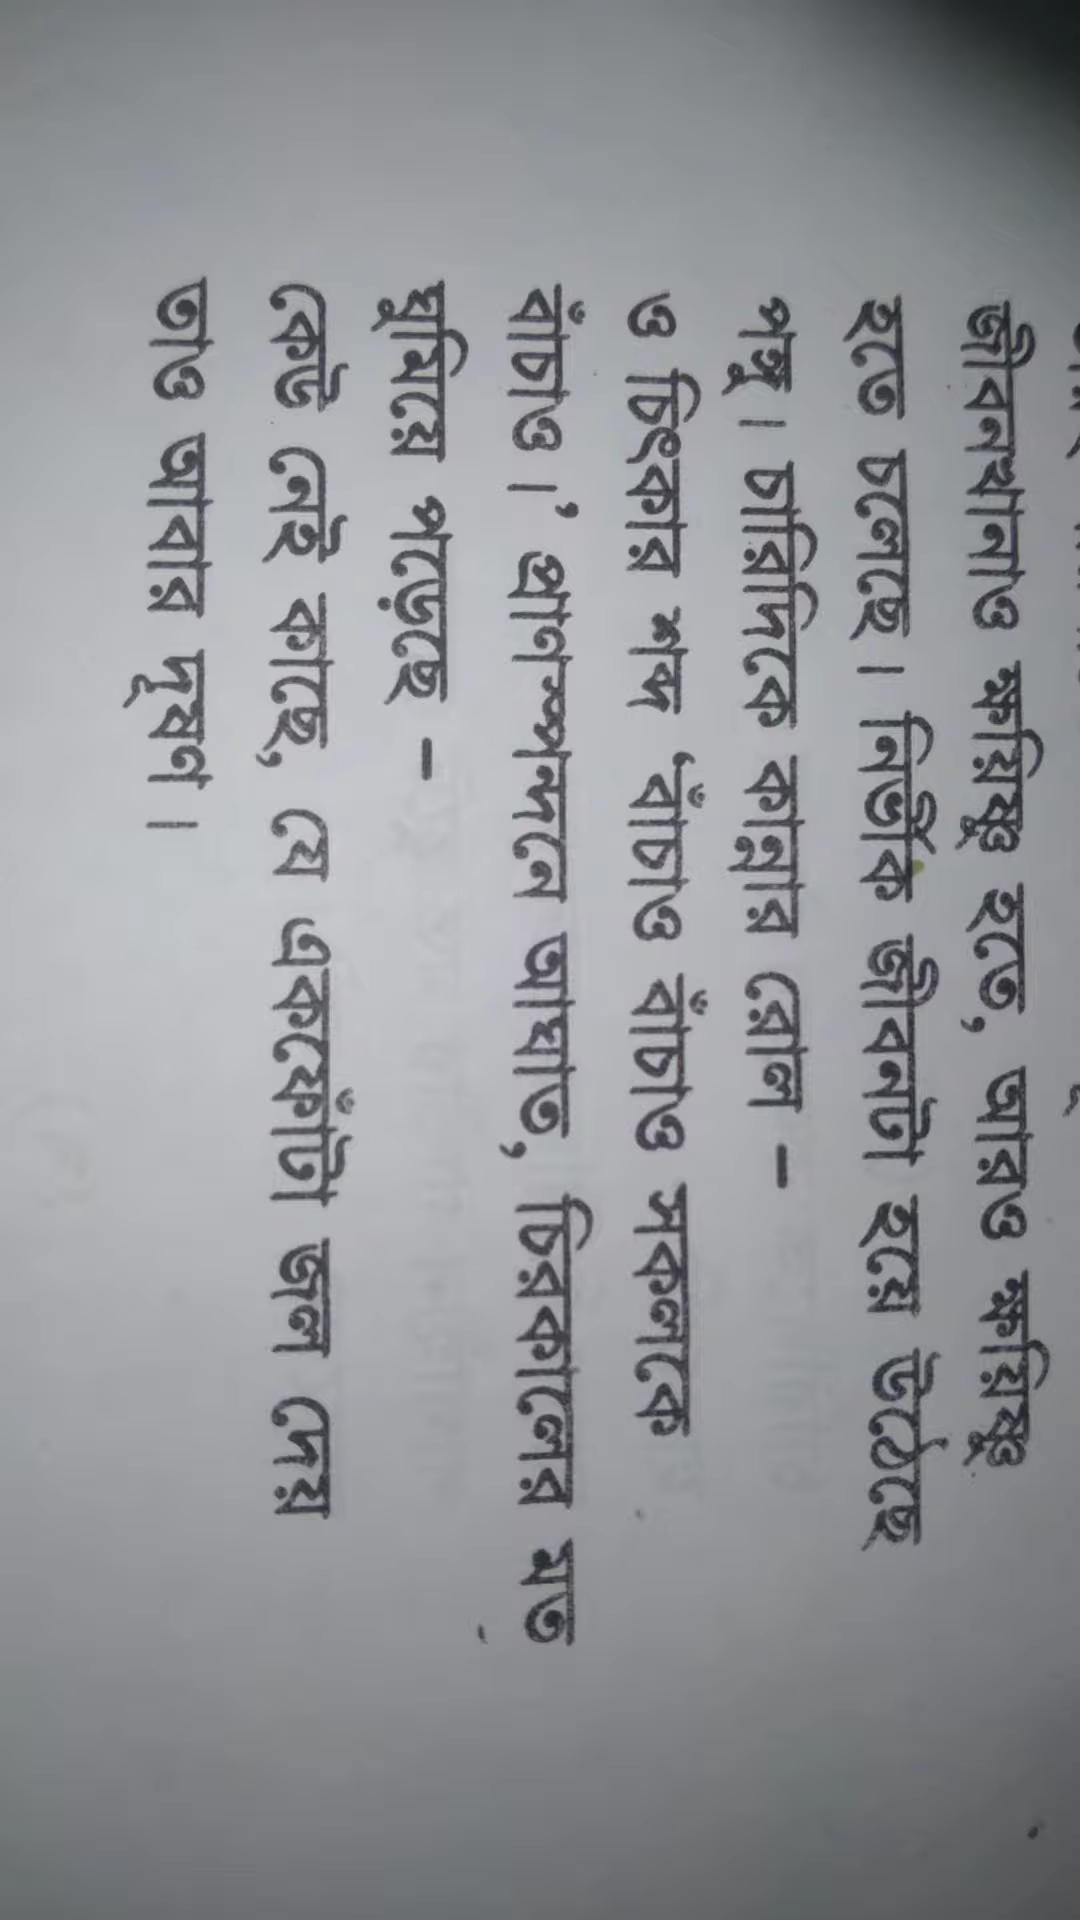 জীবনখানাও ক্ষয়িষ্ণু হতে, আরও ক্ষয়িষ্ণু
হতে চলেছে। নির্ভীক জীবনটা হয়ে উঠেছে
পঙ্গু। চারিদিকে কান্নার রোল –
ও চিৎকার শব্দ ‘বাঁচাও বাঁচাও সকলকে
বাঁচাও।’ প্রাণস্পন্দনে আঘাত, চিরকালের মত
ঘুমিয়ে পড়েছে –
কেউ নেই কাছে, যে একফোঁটা জল দেয়
তাও আবার দূষণ।